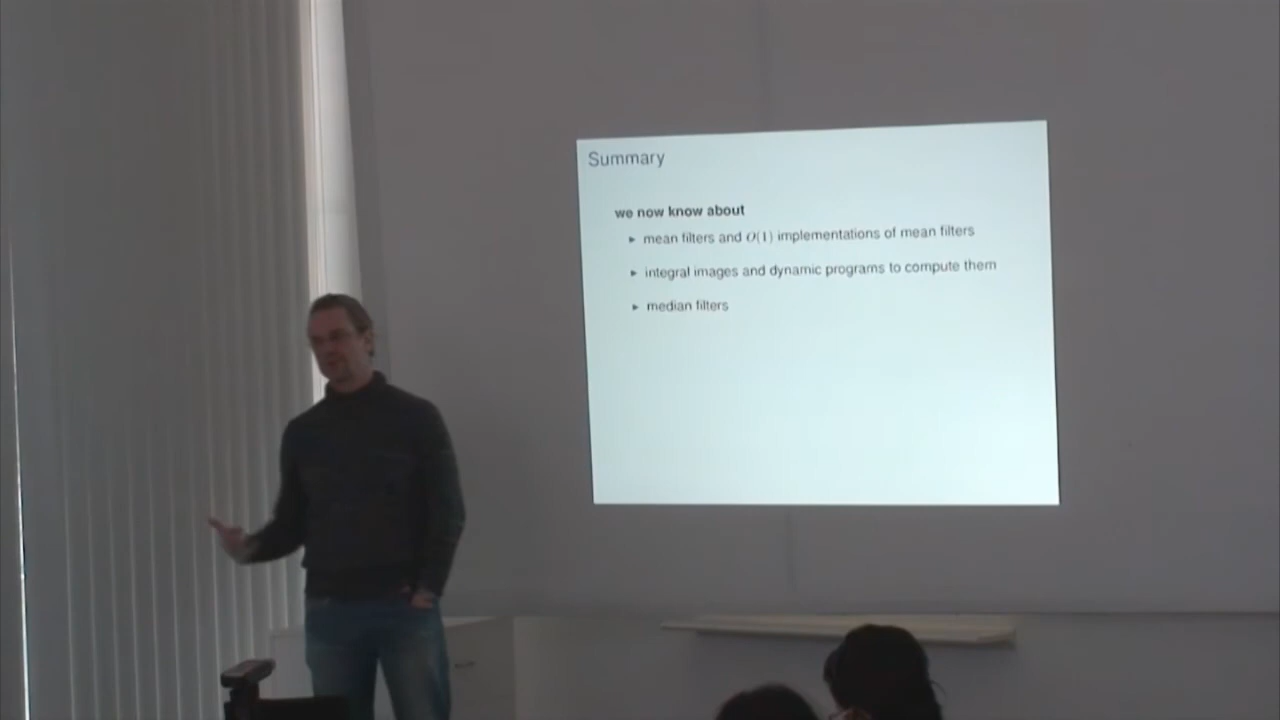 Summary
we now know about
▸ mean filters and O(1) implementations of mean filters
▸ integral images and dynamic programs to compute them
▸ median filters